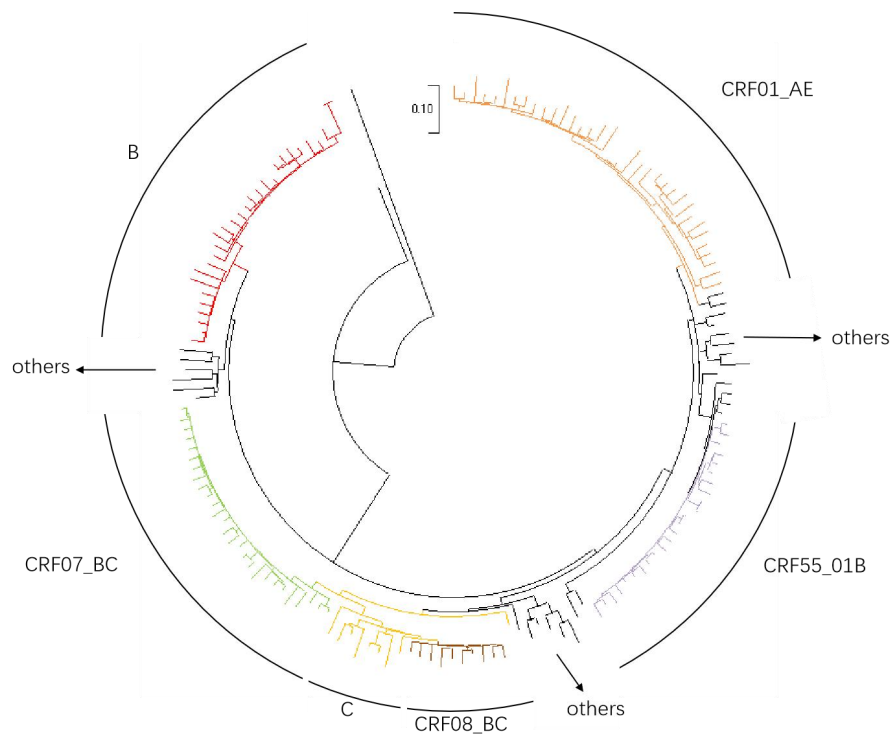 CRF01_AE
0.10
B
others
others
CRF07_BC
CRF55_01B
C
CRF08_BC
others